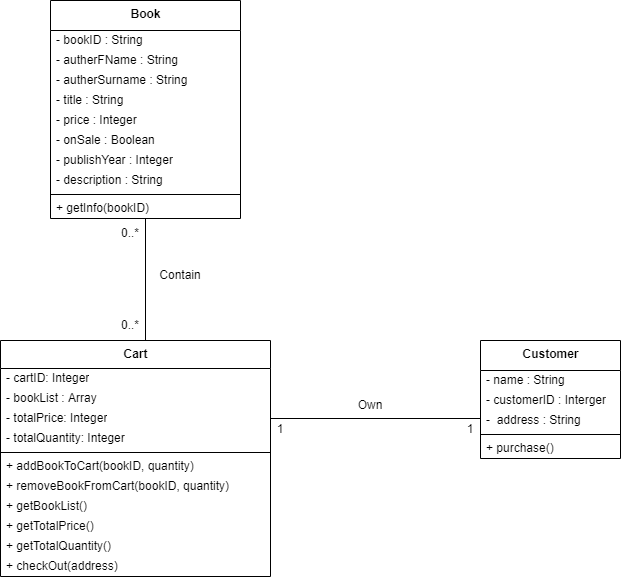 Book
- bookID : String
- autherFName : String
- autherSurname : String
- title : String
- price : Integer
- onSale : Boolean
- publishYear : Integer
- description : String
+ getInfo(bookID)
0..*
Contain
0..*
Cart
- cartID: Integer
- bookList : Array
- totalPrice: Integer
- totalQuantity: Integer
+ addBookToCart(bookID, quantity)
+ removeBookFromCart(bookID, quantity)
+ getBookList()
+ getTotalPrice()
+ getTotalQuantity()
+ checkOut(address)
Own
1
1
Customer
- name : String
- customerID : Interger
- address : String
+ purchase()